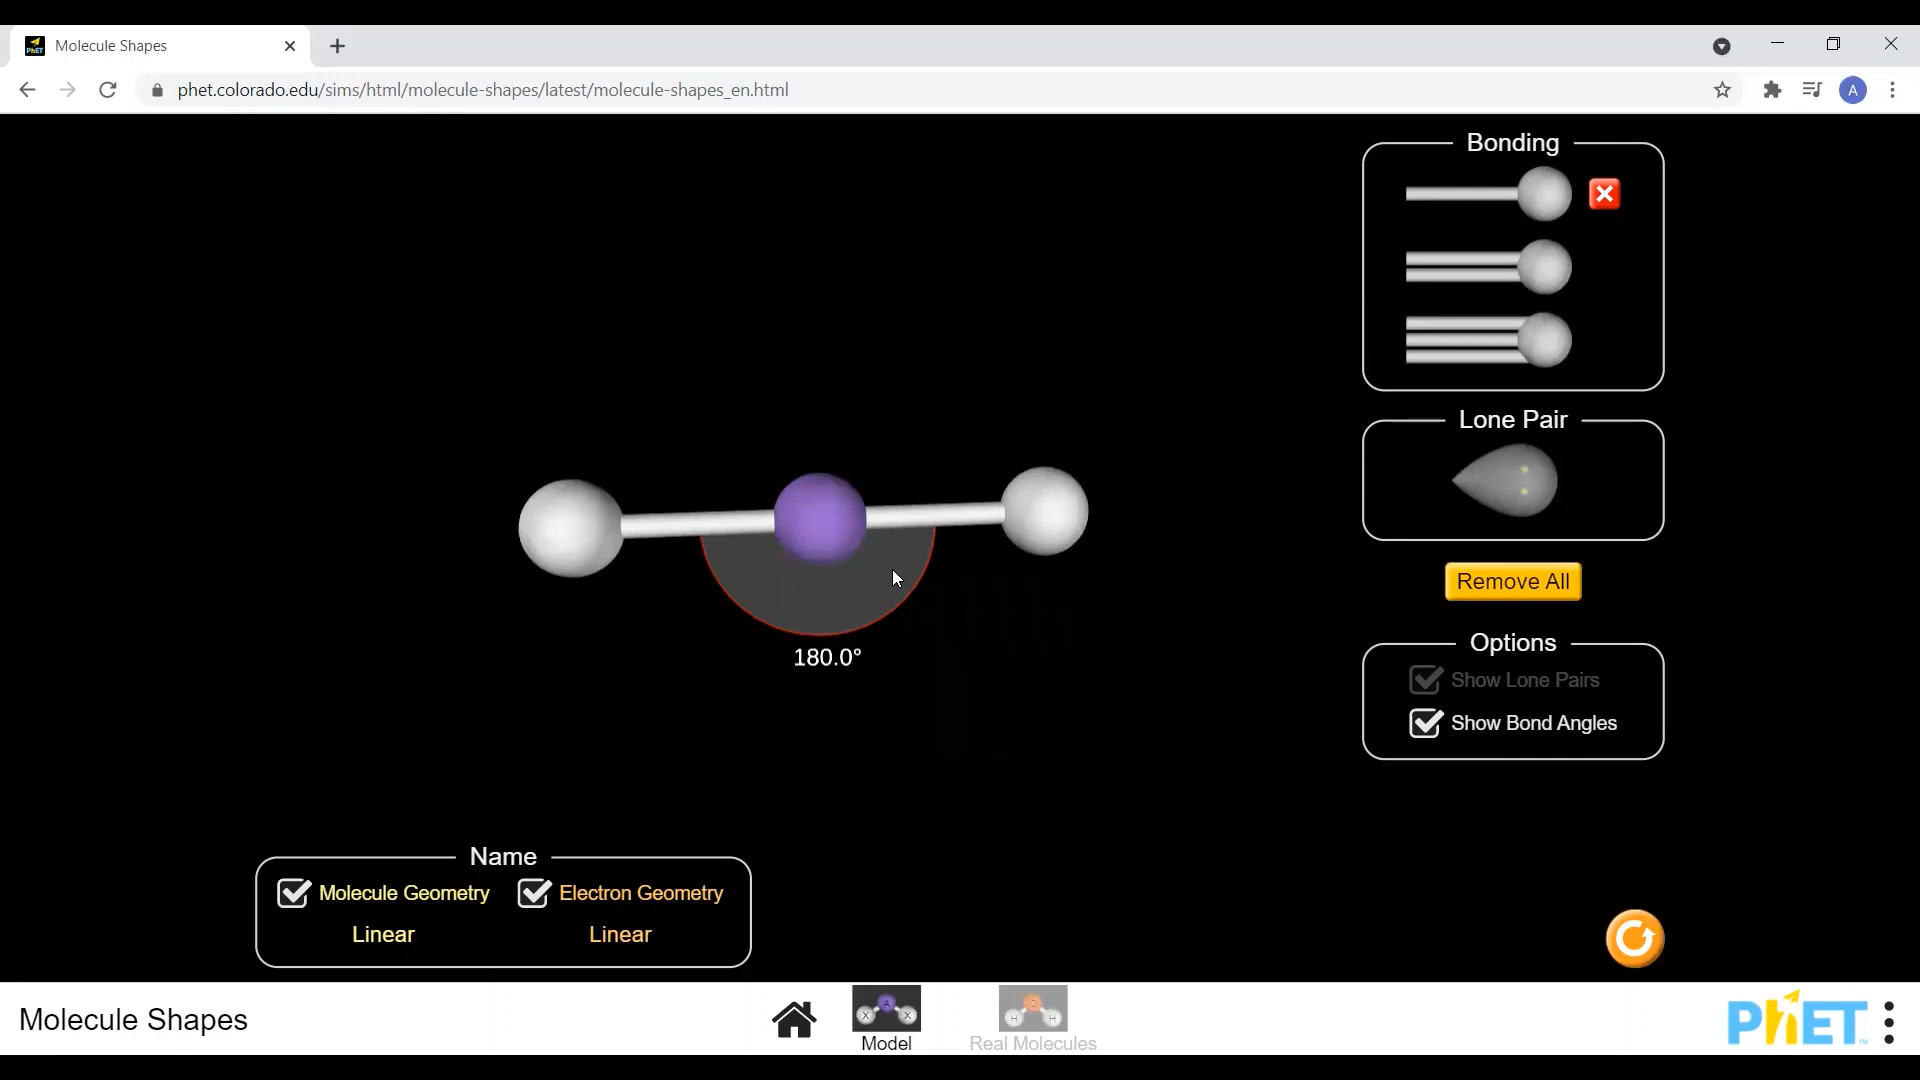 Molecule Shapes
phet.colorado.edu/sims/html/molecule-shapes/latest/molecule-shapes_en.html
A
Bonding
Lone Pair
Remove All
Options
Show Lone Pairs
Show Bond Angles
180.0°
Name
Molecule Geometry Electron Geometry
Linear Linear
Molecule Shapes
X A X
Model
H O H
Real Molecules
PhET